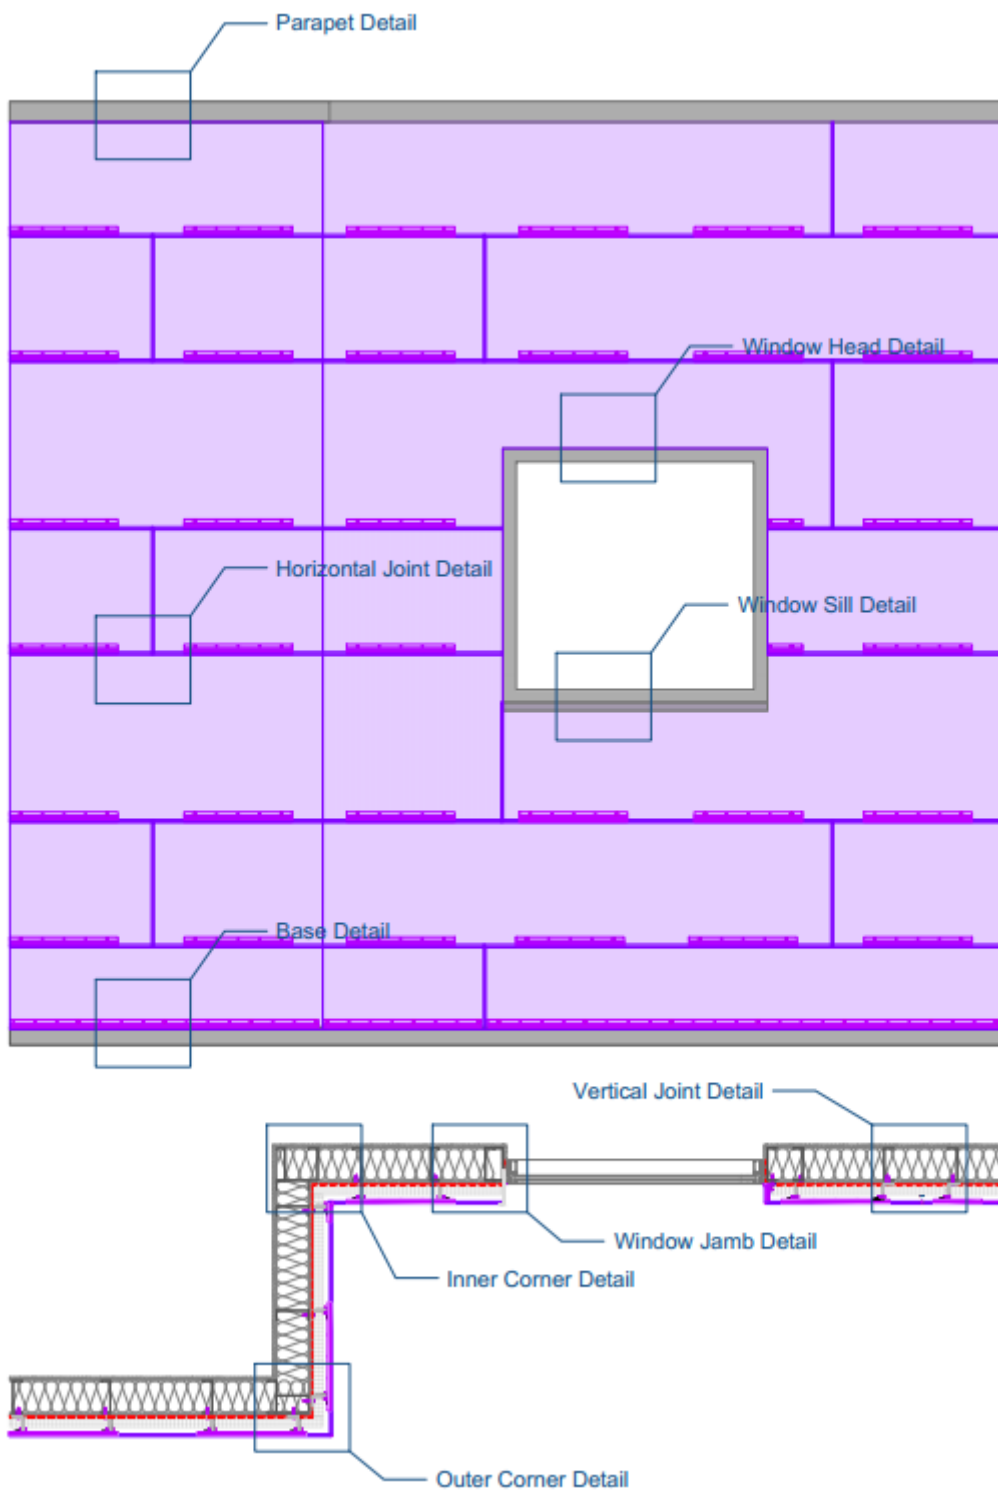 Parapet Detail
Window Head Detail
Horizontal Joint Detail
Window Sill Detail
Base Detail
Vertical Joint Detail
Window Jamb Detail
Inner Corner Detail
Outer Corner Detail